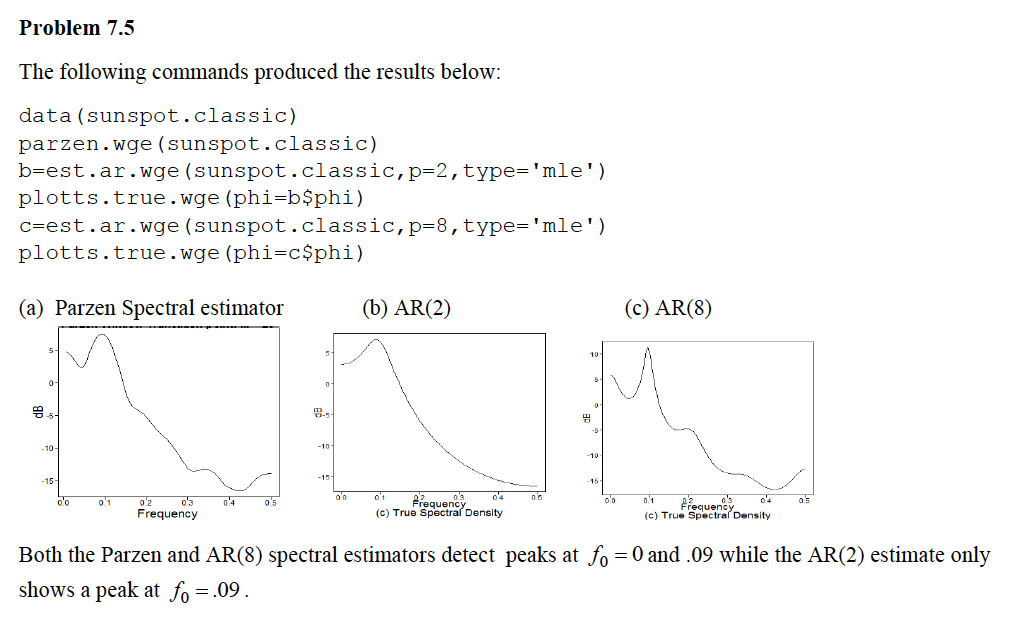 Problem 7.5
The following commands produced the results below:
data(sunspot.classic)
parzen.wge(sunspot.classic)
b=est.ar.wge(sunspot.classic,p=2,type='mle')
plotts.true.wge(phi=b$phi)
c=est.ar.wge(sunspot.classic,p=8,type='mle')
plotts.true.wge(phi=c$phi)
(a) Parzen Spectral estimator (b) AR(2) (c) AR(8)
5
0
-5
-10
-15
dB
0.0 0.1 0.2 0.3 0.4 0.5
Frequency
5
0
-5
-10
-15
dB
0.0 0.1 0.2 0.3 0.4 0.5
Frequency
(c) True Spectral Density
10
5
0
-5
-10
-15
dB
0.0 0.1 0.2 0.3 0.4 0.5
Frequency
(c) True Spectral Density
Both the Parzen and AR(8) spectral estimators detect peaks at f₀ = 0 and .09 while the AR(2) estimate only
shows a peak at f₀ = .09.